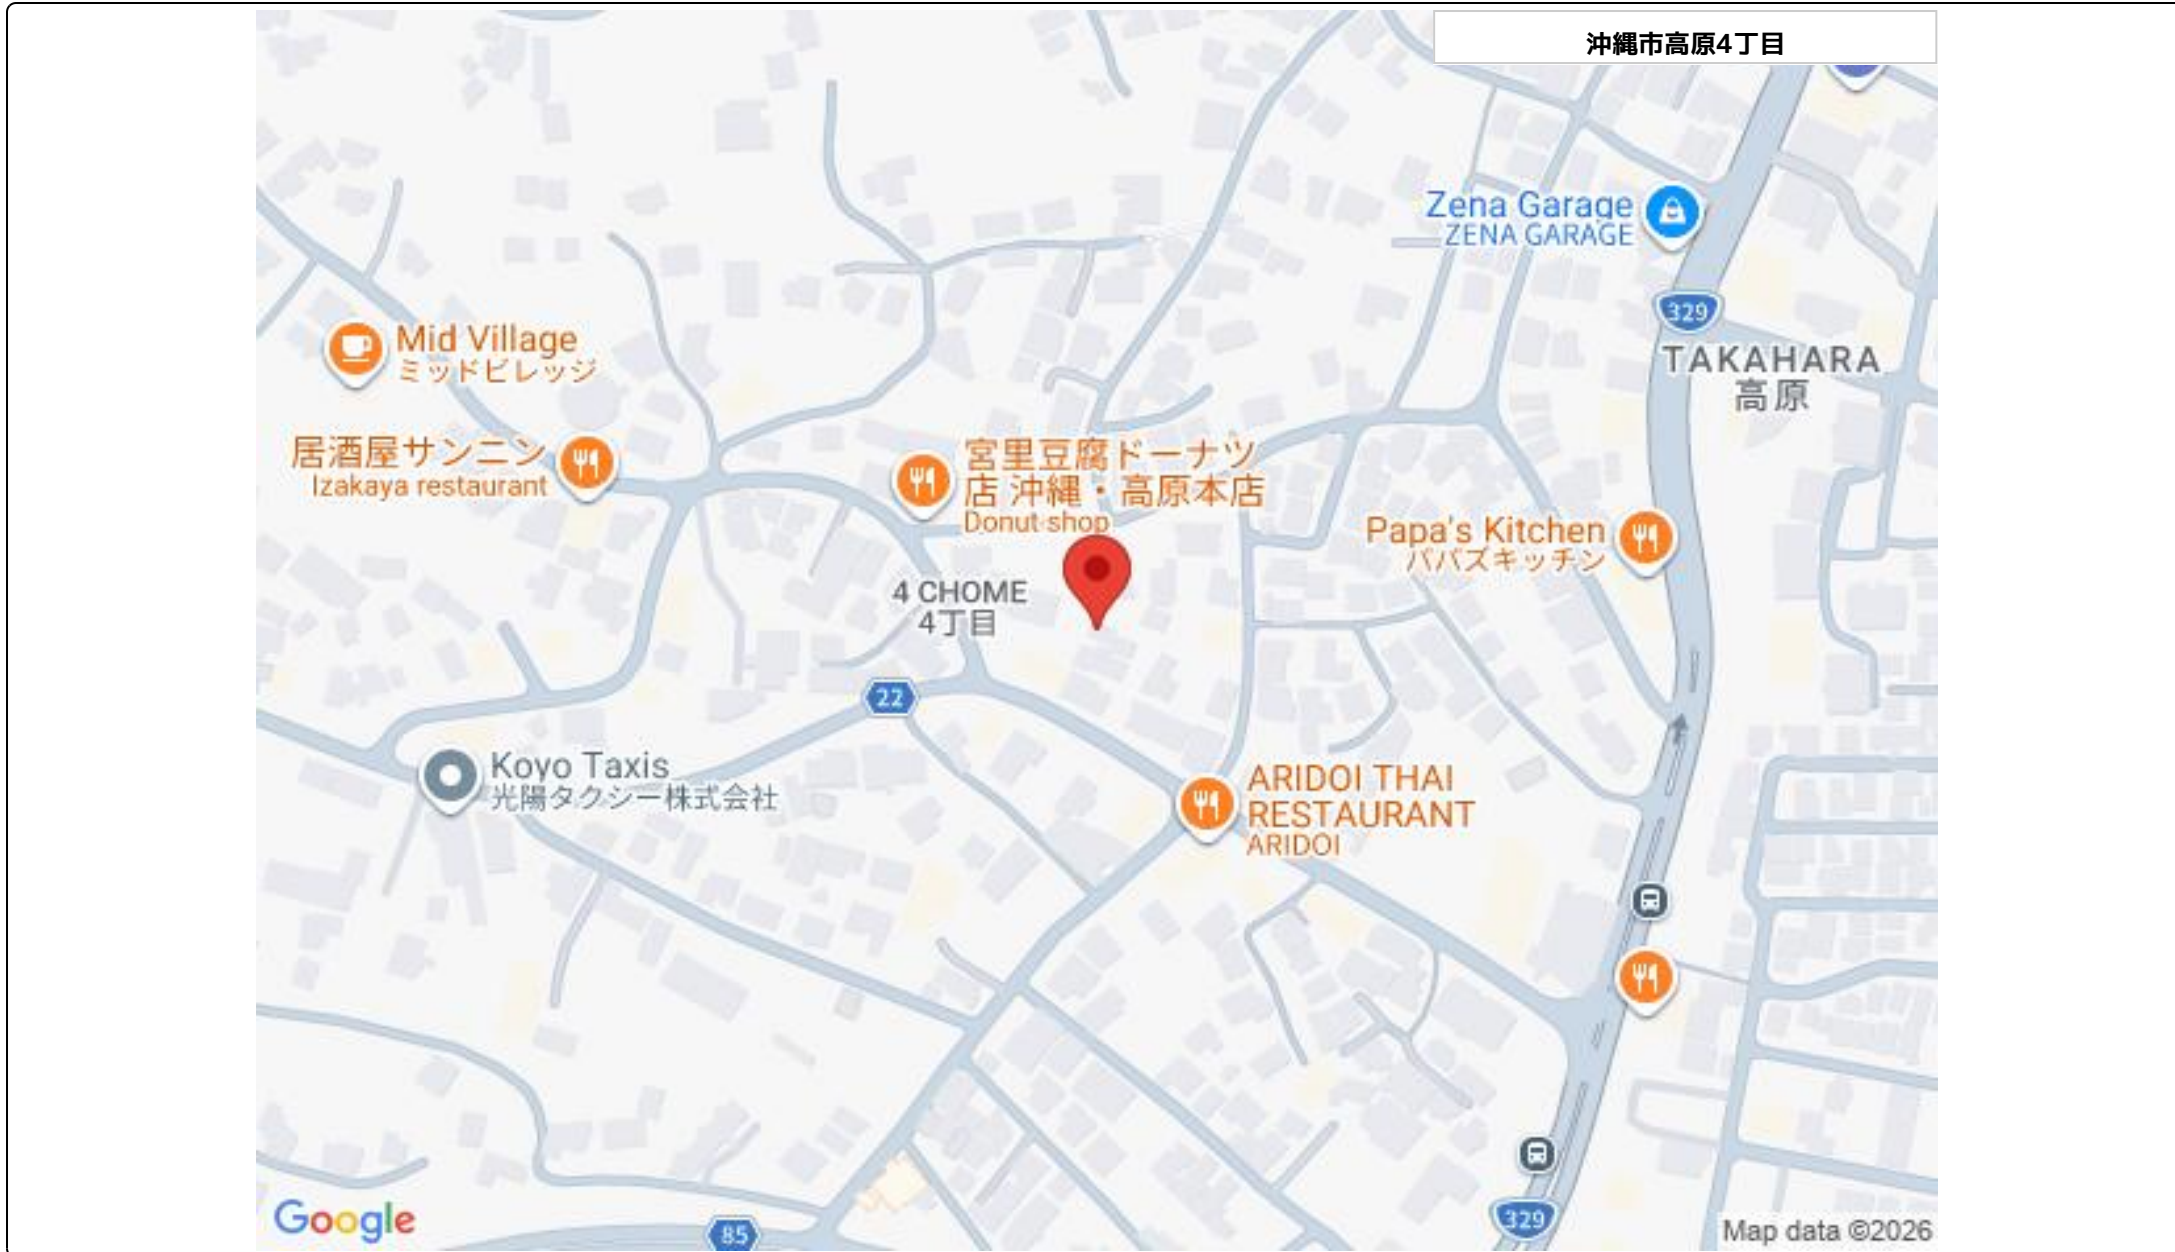 沖縄市高原4丁目
Zena Garage
ZENA GARAGE
329
TAKAHARA
高原
Mid Village
ミッドビレッジ
居酒屋サンニン
Izakaya restaurant
宮里豆腐ドーナツ
店 沖縄・高原本店
Donut shop
Papa's Kitchen
パパズキッチン
4 CHOME
4丁目
22
Koyo Taxis
光陽タクシー株式会社
ARIDOI THAI
RESTAURANT
ARIDOI
Google
85
329
Map data ©2026